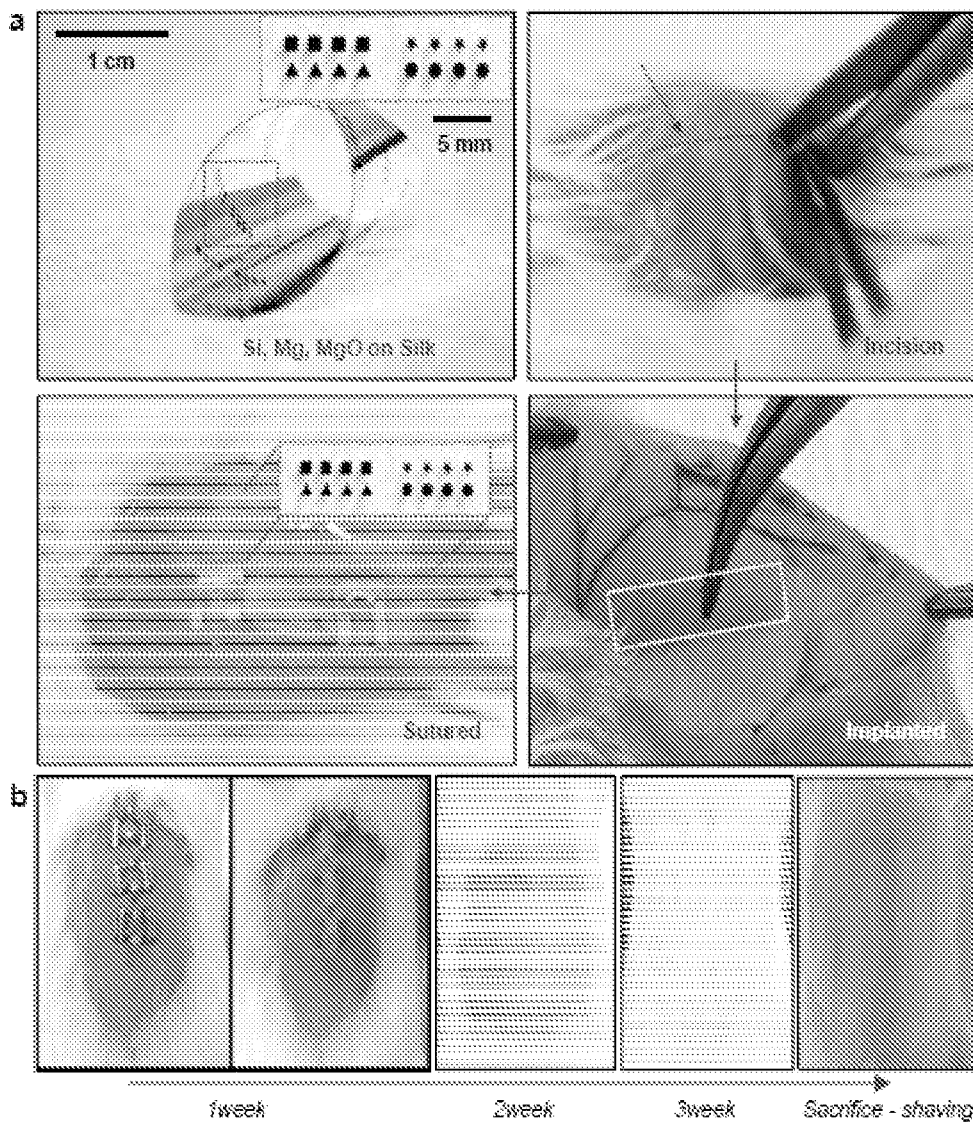 a
1 cm
5 mm
Si, Mg, MgO on Silk
Incision
Sutured
Implanted
b
1week
2week
3week
Sacrifice - shaving